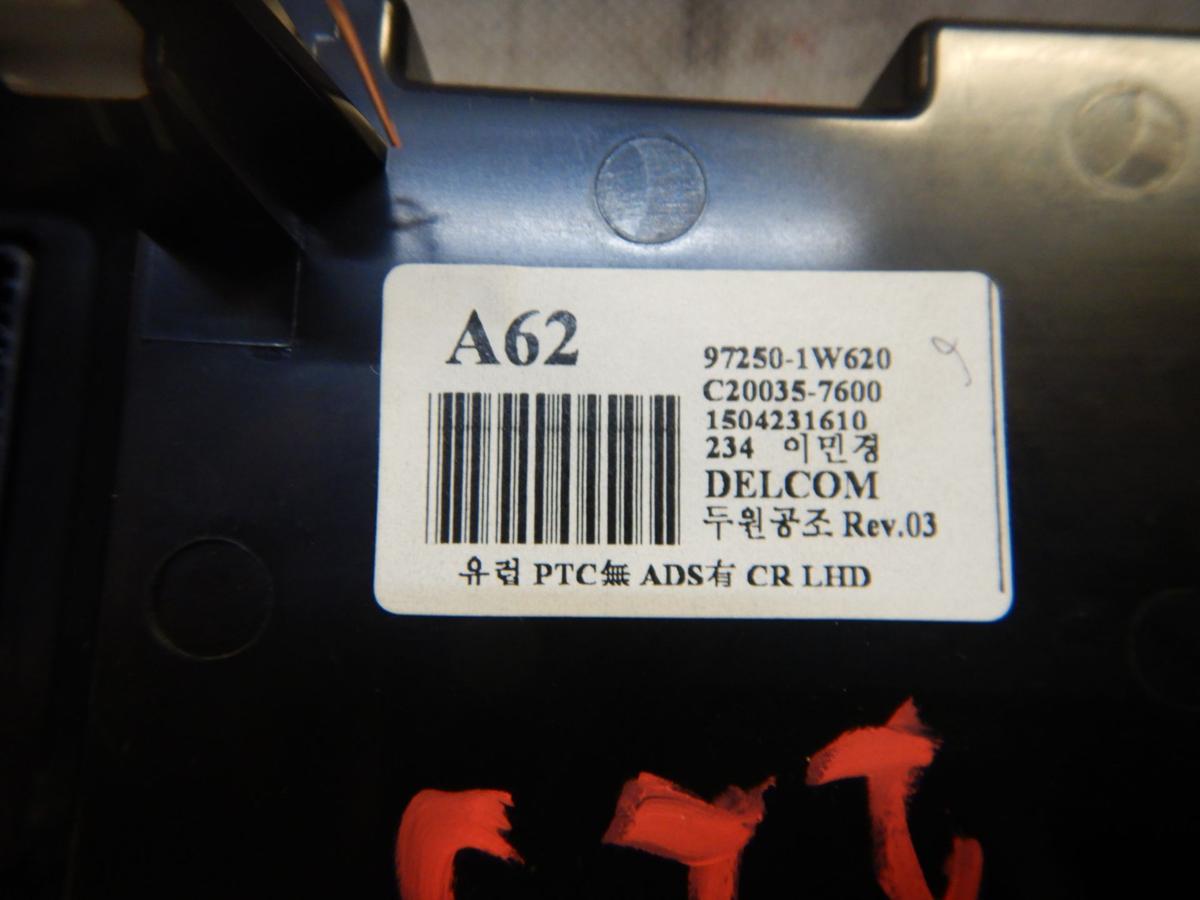 A62
97250-1W620
C20035-7600
1504231610
234 이민경
DELCOM
두원공조 Rev.03
유럽 PTC無 ADS有 CR LHD